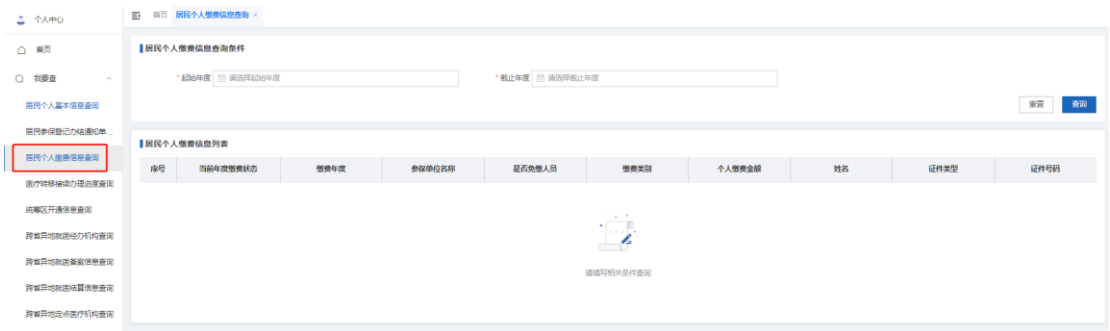 个人中心
首页 居民个人缴费信息查询 ×
首页
我要查
居民个人基本信息查询
居民参保登记办结通知单...
居民个人缴费信息查询
医疗转移接续办理进度查询
统筹区开通信息查询
跨省异地就医经办机构查询
跨省异地就医备案信息查询
跨省异地就医结算信息查询
跨省异地定点医疗机构查询
居民个人缴费信息查询条件
*起始年度 请选择起始年度
*截止年度 请选择截止年度
重置 查询
居民个人缴费信息列表
序号 当前年度缴费状态 缴费年度 参保单位名称 是否免缴人员 缴费类别 个人缴费金额 姓名 证件类型 证件号码
请填写相关条件查询